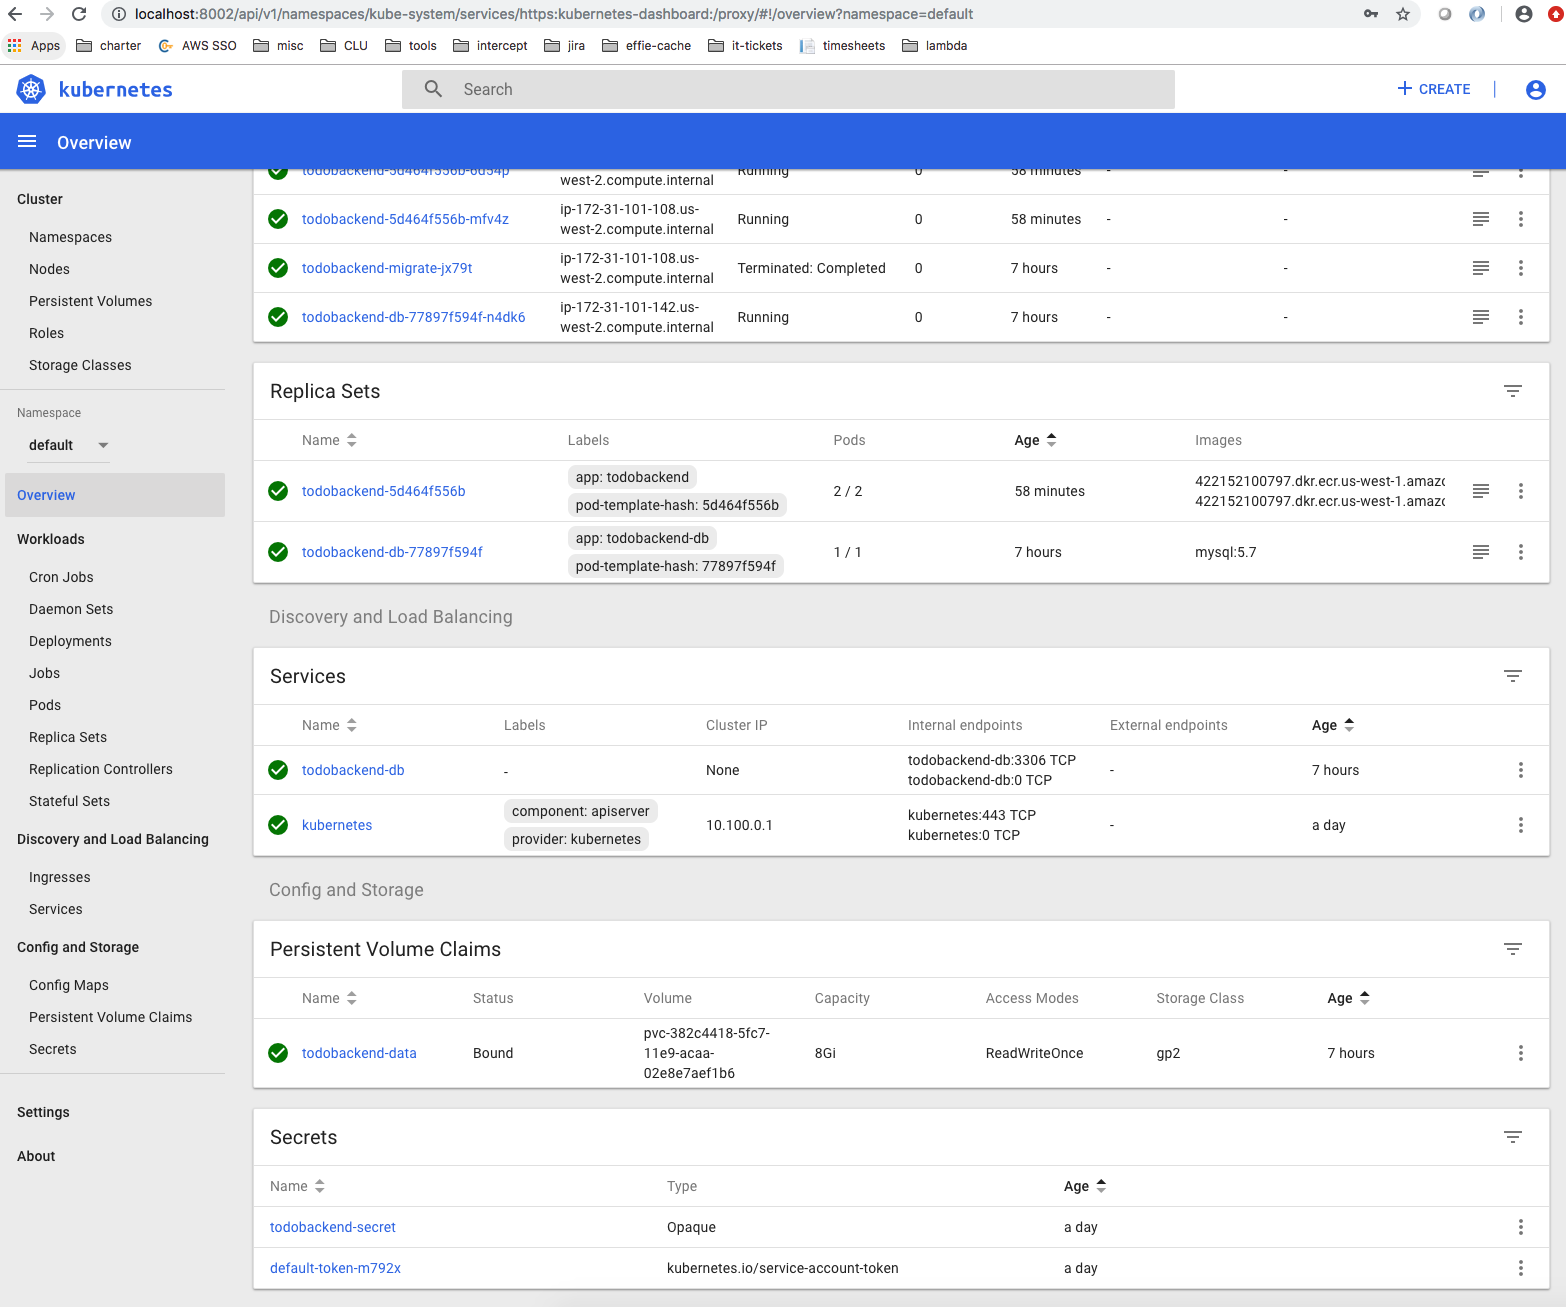 localhost:8002/api/v1/namespaces/kube-system/services/https:kubernetes-dashboard:/proxy/#!/overview?namespace=default
Apps charter AWS SSO misc CLU tools intercept jira effie-cache it-tickets timesheets lambda
kubernetes Search CREATE
Overview
Cluster
Namespaces
Nodes
Persistent Volumes
Roles
Storage Classes
Namespace
default
Overview
Workloads
Cron Jobs
Daemon Sets
Deployments
Jobs
Pods
Replica Sets
Replication Controllers
Stateful Sets
Discovery and Load Balancing
Ingresses
Services
Config and Storage
Config Maps
Persistent Volume Claims
Secrets
Settings
About
todobackend-5d464f556b-6d54p west-2.compute.internal Running 0 58 minutes - -
todobackend-5d464f556b-mfv4z ip-172-31-101-108.us-
west-2.compute.internal Running 0 58 minutes - -
todobackend-migrate-jx79t ip-172-31-101-108.us-
west-2.compute.internal Terminated: Completed 0 7 hours - -
todobackend-db-77897f594f-n4dk6 ip-172-31-101-142.us-
west-2.compute.internal Running 0 7 hours - -
Replica Sets
Name Labels Pods Age Images
todobackend-5d464f556b app: todobackend 2 / 2 58 minutes 422152100797.dkr.ecr.us-west-1.amazo
pod-template-hash: 5d464f556b 422152100797.dkr.ecr.us-west-1.amazo
todobackend-db-77897f594f app: todobackend-db 1 / 1 7 hours mysql:5.7
pod-template-hash: 77897f594f
Discovery and Load Balancing
Services
Name Labels Cluster IP Internal endpoints External endpoints Age
todobackend-db - None todobackend-db:3306 TCP - 7 hours
todobackend-db:0 TCP
kubernetes component: apiserver 10.100.0.1 kubernetes:443 TCP - a day
provider: kubernetes kubernetes:0 TCP
Config and Storage
Persistent Volume Claims
Name Status Volume Capacity Access Modes Storage Class Age
todobackend-data Bound pvc-382c4418-5fc7- 8Gi ReadWriteOnce gp2 7 hours
11e9-acaa-
02e8e7aef1b6
Secrets
Name Type Age
todobackend-secret Opaque a day
default-token-m792x kubernetes.io/service-account-token a day